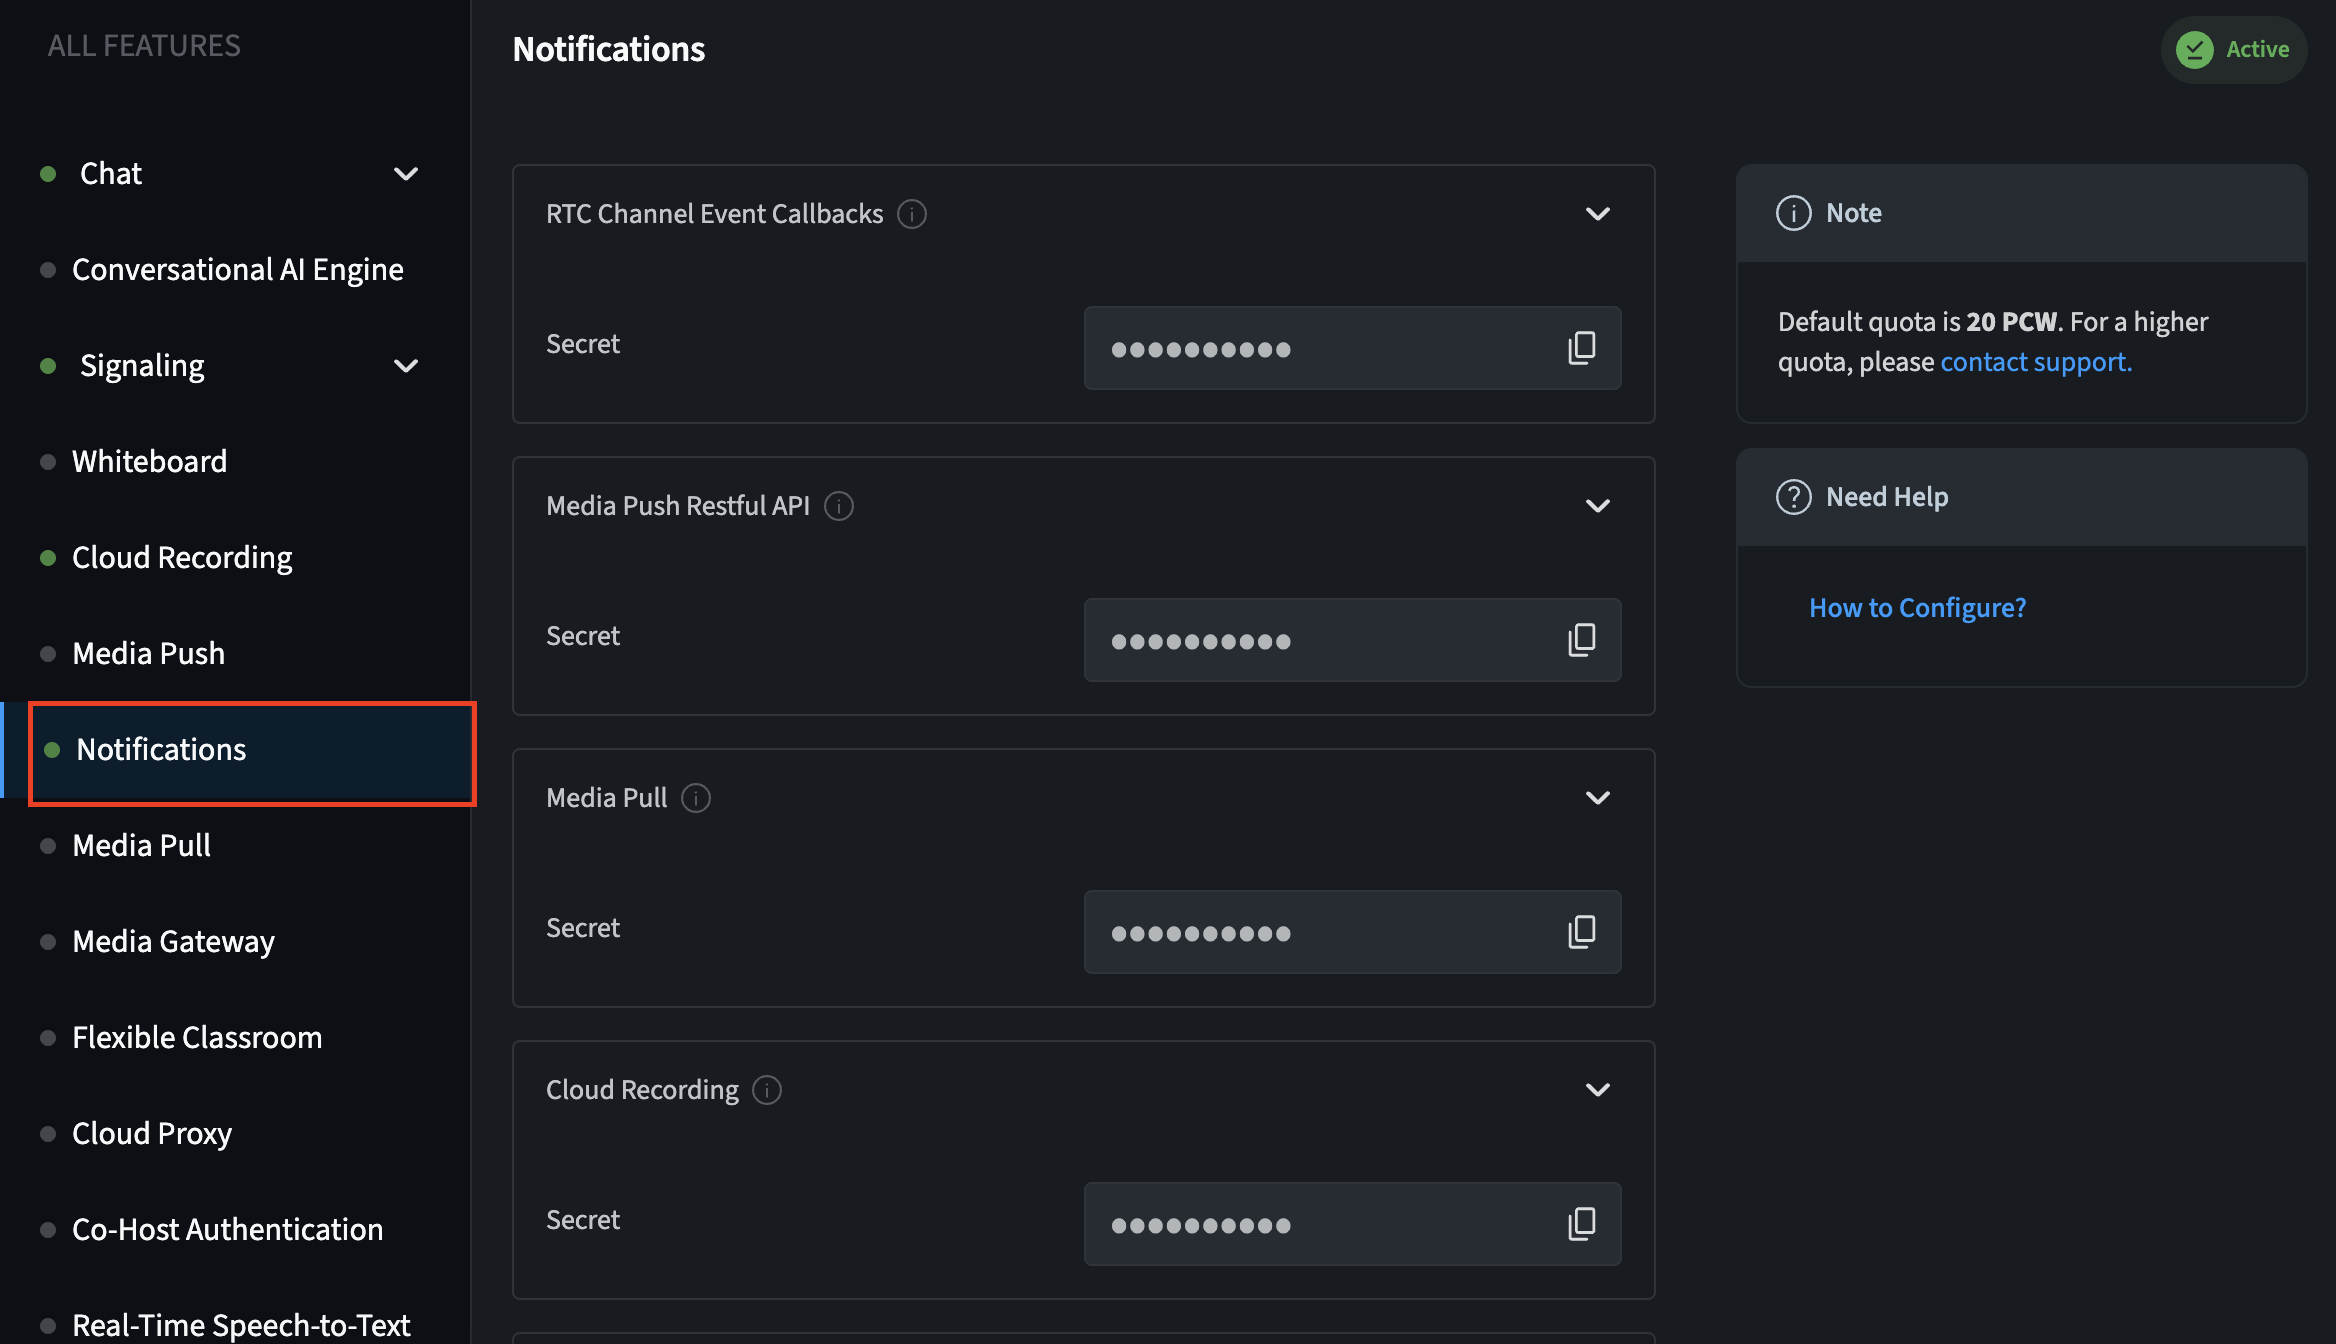 ALL FEATURES
Chat
Conversational AI Engine
Signaling
Whiteboard
Cloud Recording
Media Push
Notifications
Media Pull
Media Gateway
Flexible Classroom
Cloud Proxy
Co-Host Authentication
Real-Time Speech-to-Text
Notifications
Active
RTC Channel Event Callbacks
Secret
Media Push Restful API
Secret
Media Pull
Secret
Cloud Recording
Secret
Note
Default quota is 20 PCW. For a higher
quota, please contact support.
Need Help
How to Configure?